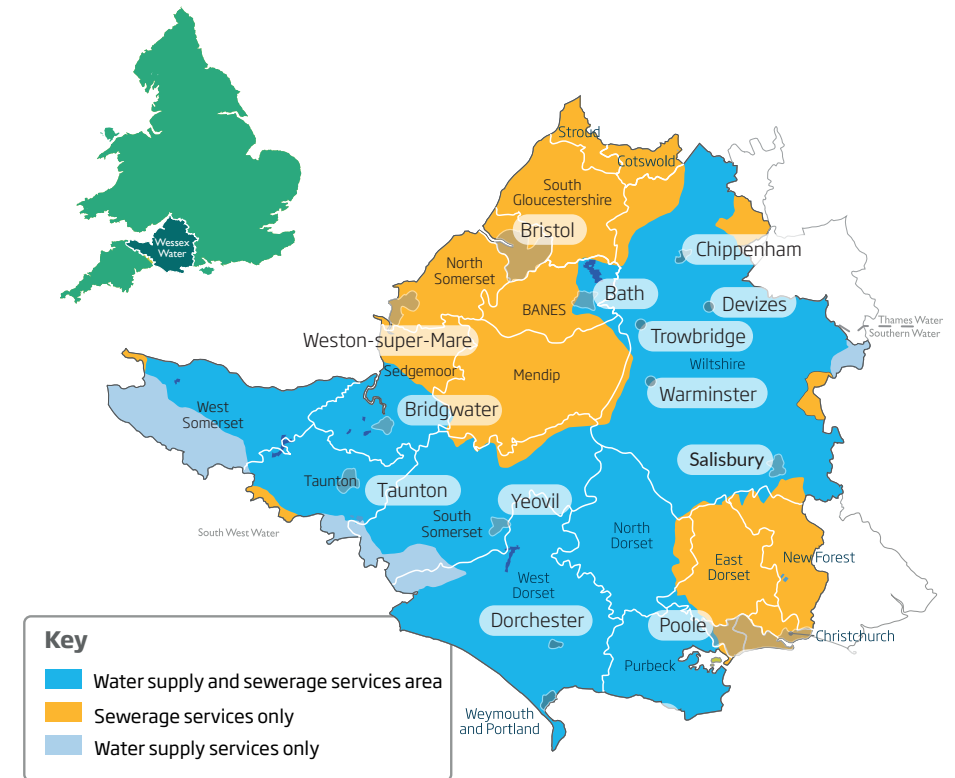 Wessex
Water
Stroud
Cotswold
South
Gloucestershire
Bristol
Chippenham
North
Somerset
Bath
Devizes
BANES
Thames Water
Southern Water
Trowbridge
Weston-super-Mare
Wiltshire
Sedgemoor
Mendip
Warminster
West
Somerset
Bridgwater
Salisbury
Taunton
Taunton
Yeovil
South
Somerset
South West Water
North
Dorset
East
Dorset
New Forest
West
Dorset
Dorchester
Poole
Christchurch
Purbeck
Weymouth
and Portland
Key
Water supply and sewerage services area
Sewerage services only
Water supply services only